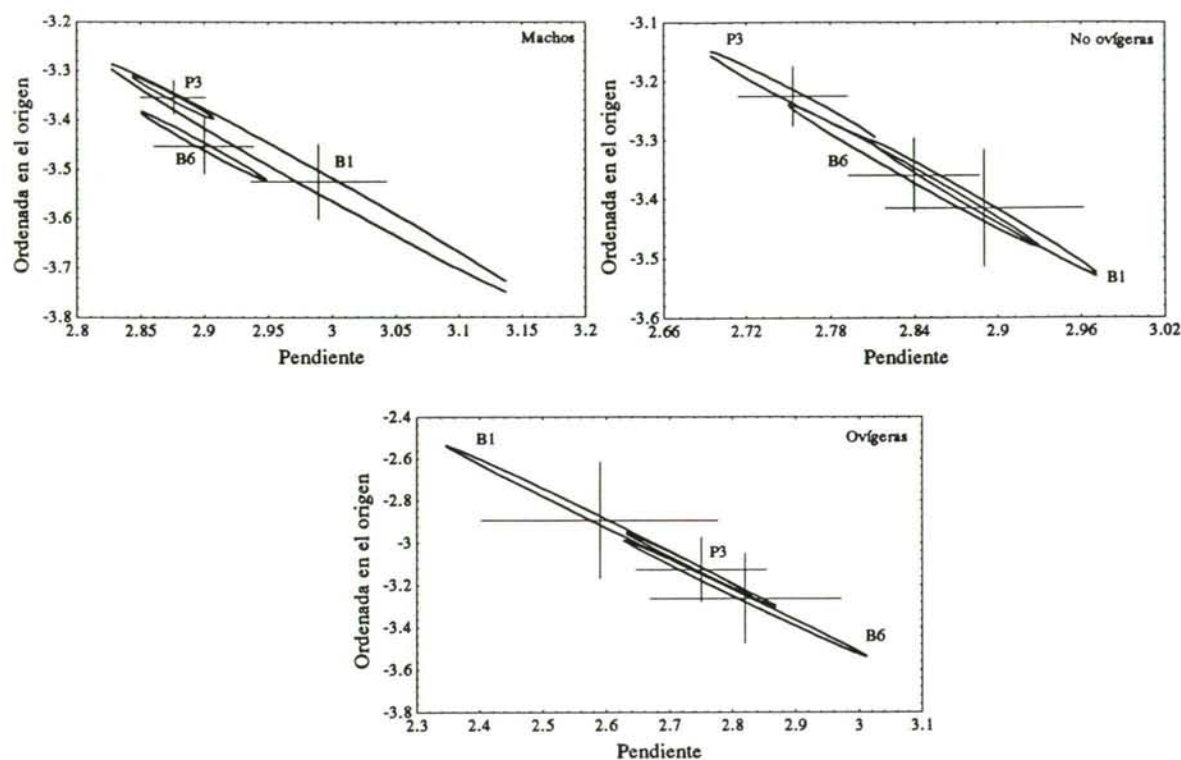 Machos
Ordenada en el origen
-3.2
-3.3
-3.4
-3.5
-3.6
-3.7
-3.8
P3
B6
B1
2.8 2.85 2.9 2.95 3 3.05 3.1 3.15 3.2
Pendiente
No ovígeras
Ordenada en el origen
-3.1
-3.2
-3.3
-3.4
-3.5
-3.6
P3
B6
B1
2.66 2.72 2.78 2.84 2.9 2.96 3.02
Pendiente
Ovígeras
Ordenada en el origen
-2.4
-2.6
-2.8
-3
-3.2
-3.4
-3.6
-3.8
B1
P3
B6
2.3 2.4 2.5 2.6 2.7 2.8 2.9 3 3.1
Pendiente